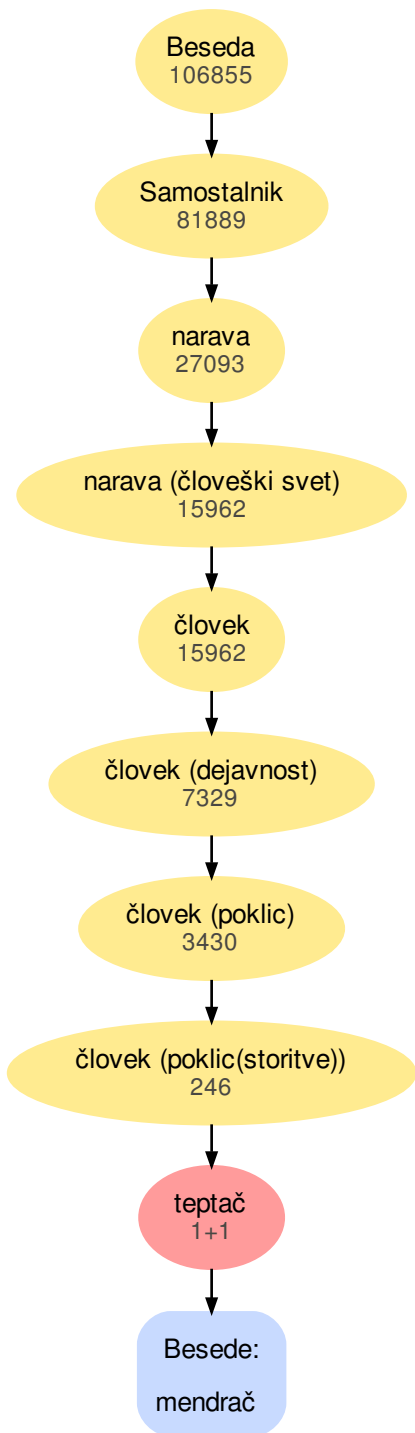 Beseda
106855
Samostalnik
81889
narava
27093
narava (človeški svet)
15962
človek
15962
človek (dejavnost)
7329
človek (poklic)
3430
človek (poklic(storitve))
246
teptač
1+1
Besede:
mendrač